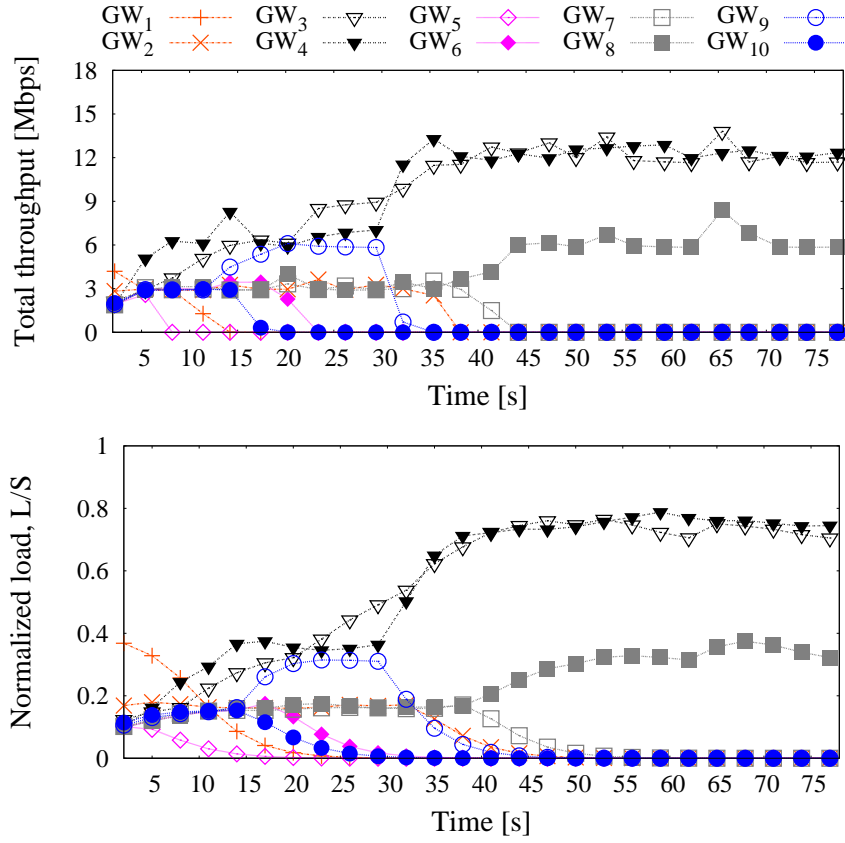 GW1 GW3 GW5 GW7 GW9
GW2 GW4 GW6 GW8 GW10
Total throughput [Mbps]
18
15
12
9
6
3
0
5 10 15 20 25 30 35 40 45 50 55 60 65 70 75
Time [s]
Normalized load, L/S
1
0.8
0.6
0.4
0.2
0
5 10 15 20 25 30 35 40 45 50 55 60 65 70 75
Time [s]